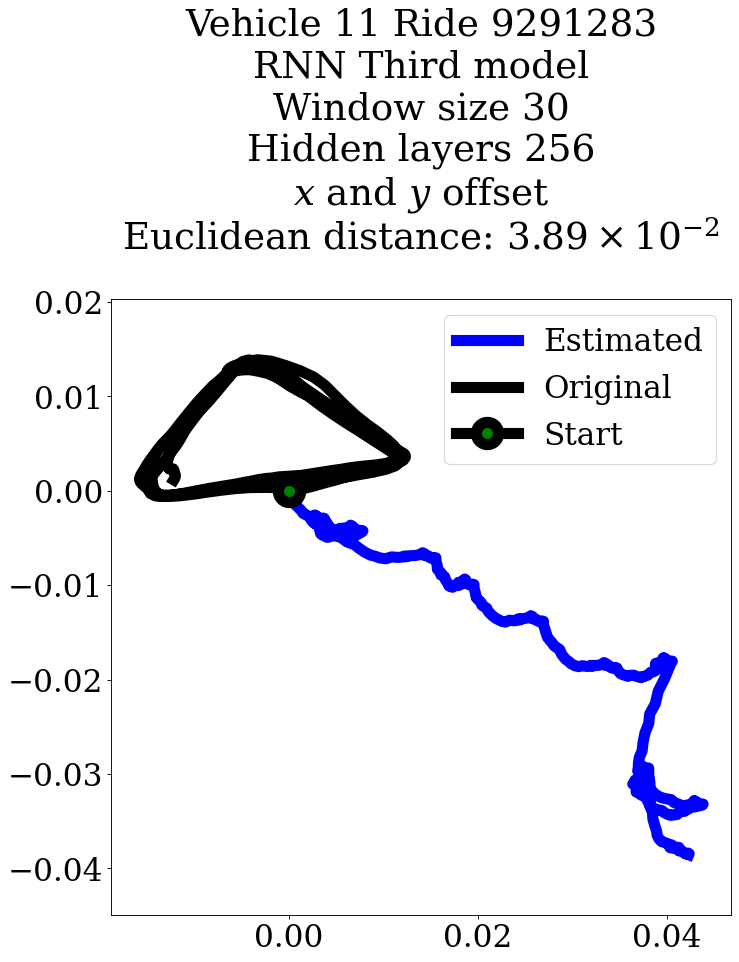 Vehicle 11 Ride 9291283
RNN Third model
Window size 30
Hidden layers 256
x and y offset
Euclidean distance: 3.89 × 10⁻²
Estimated
Original
Start
0.02
0.01
0.00
−0.01
−0.02
−0.03
−0.04
0.00 0.02 0.04